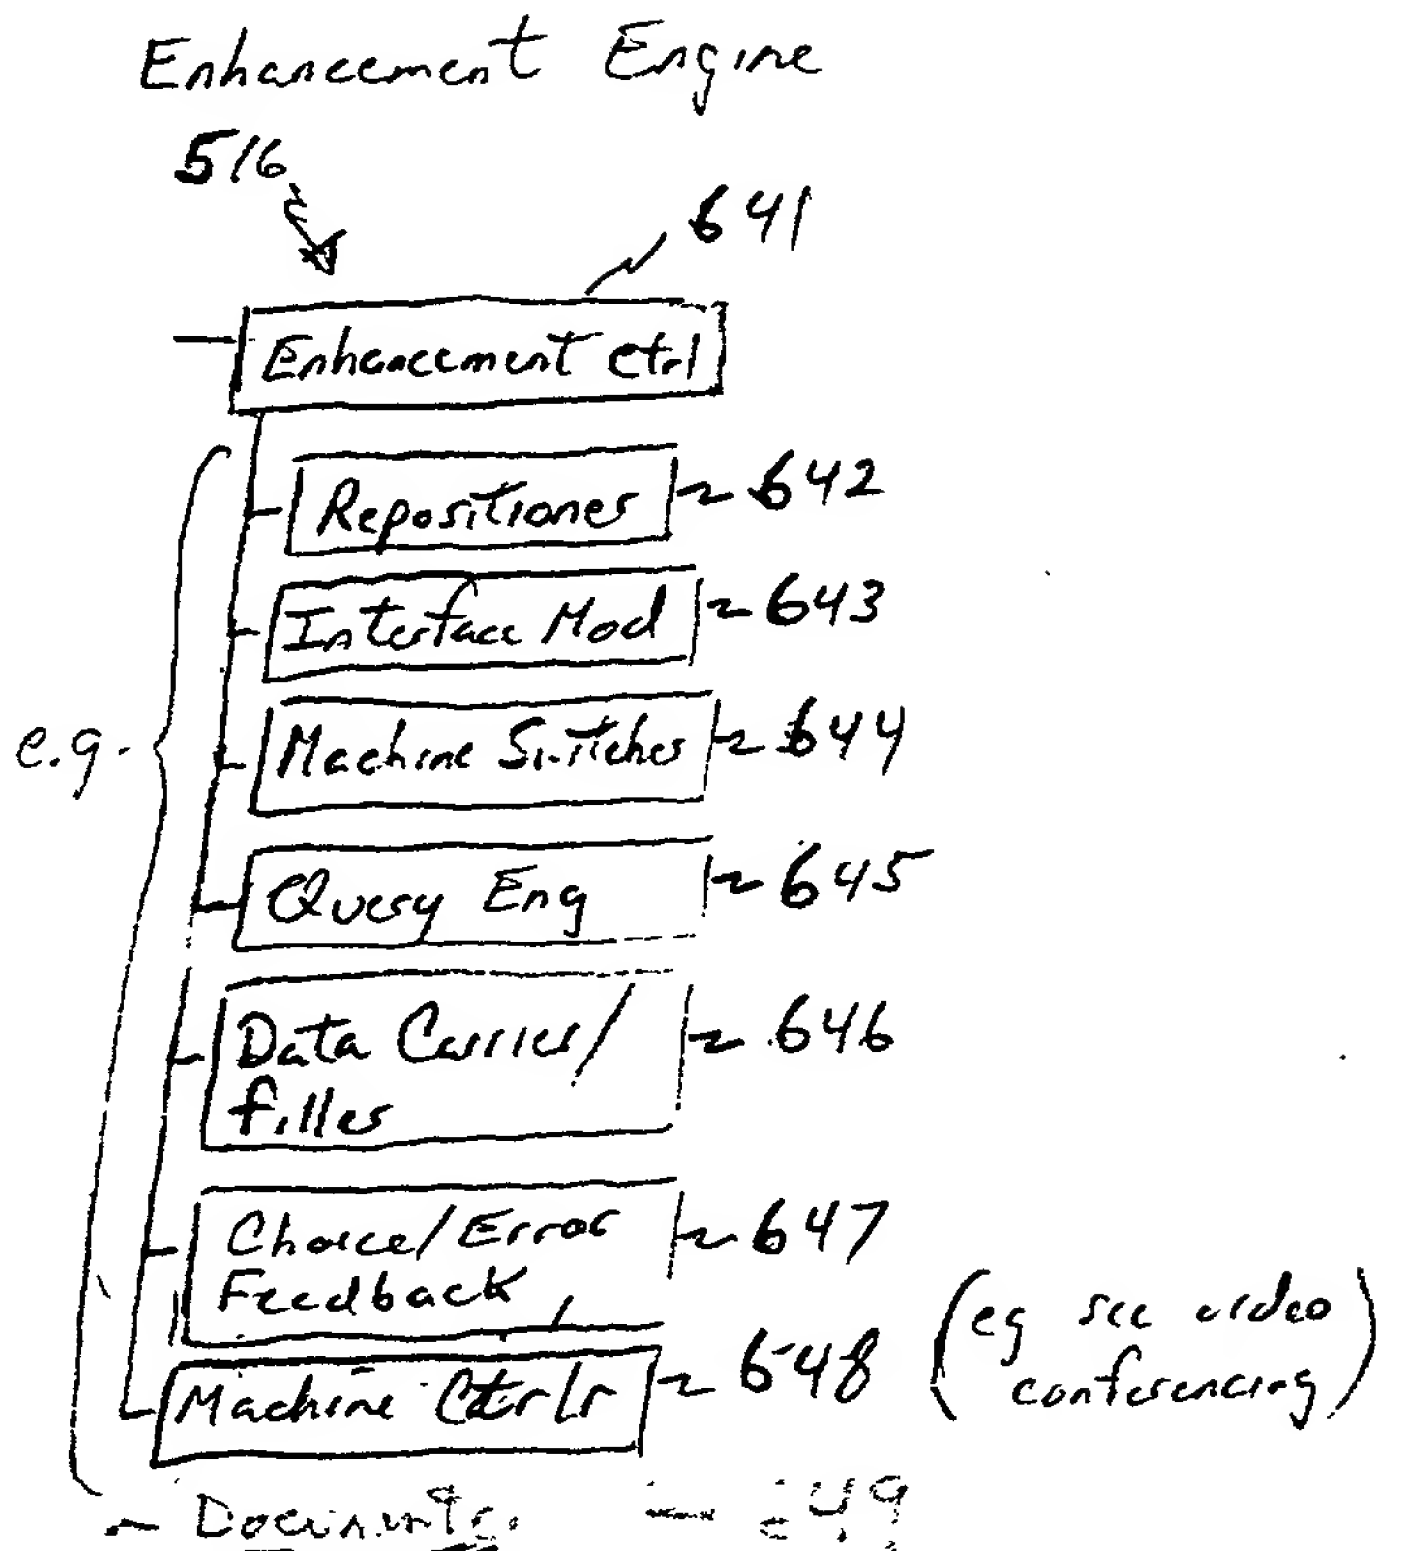 Enhancement Engine
516
641
Enhancement Ctrl
Repositioner ~ 642
Interface Mod ~ 643
e.g. Machine Switcher ~ 644
Query Eng ~ 645
Data Carrier/ ~ 646
filler
Choice/Error ~ 647
Feedback
(eg see video
conferencing)
Machine Ctrlr ~ 648